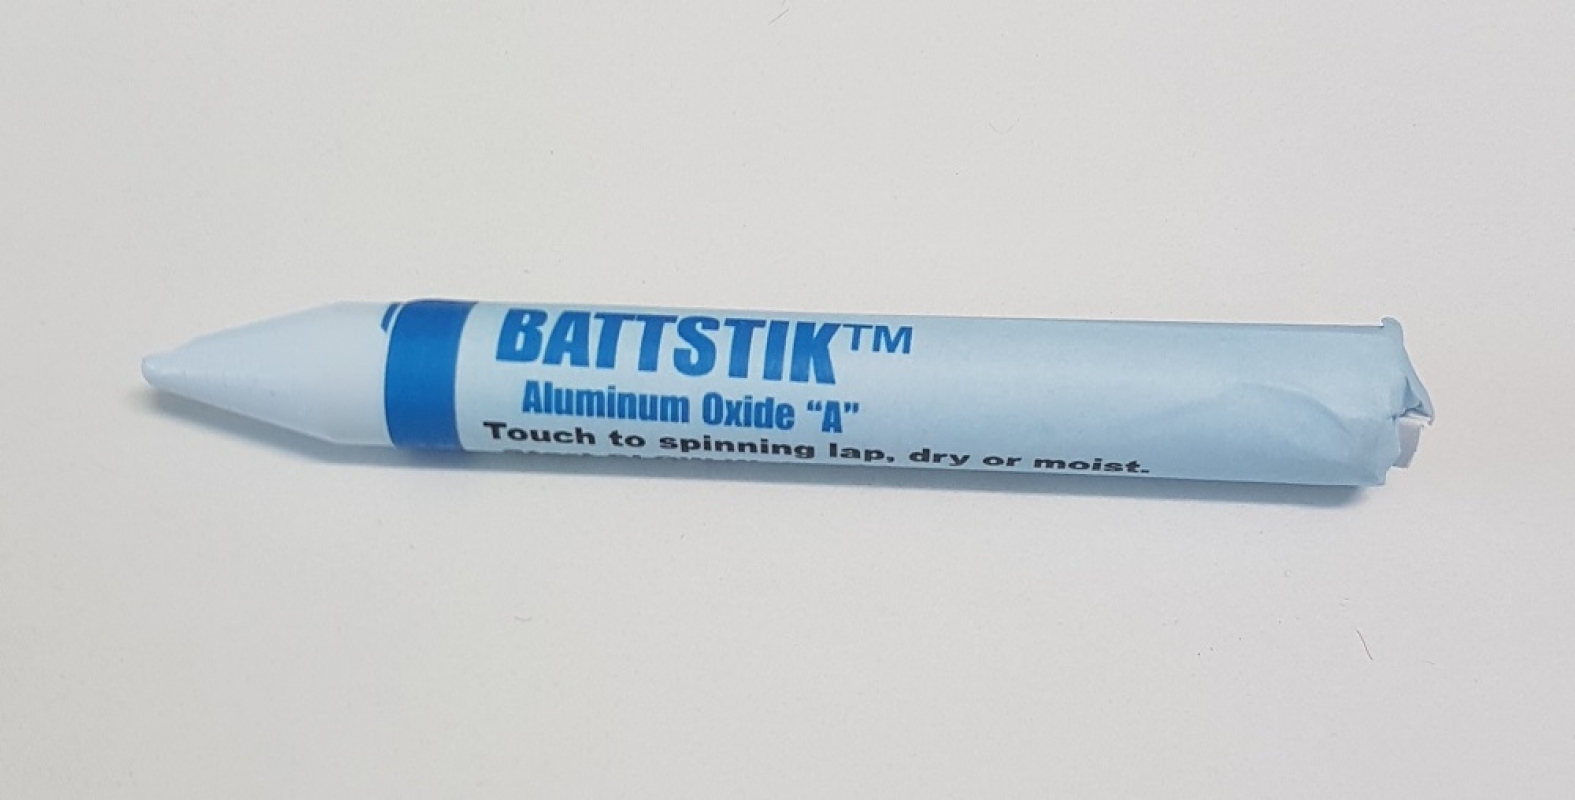 BATTSTIK™
Aluminum Oxide “A”
Touch to spinning lap, dry or moist.